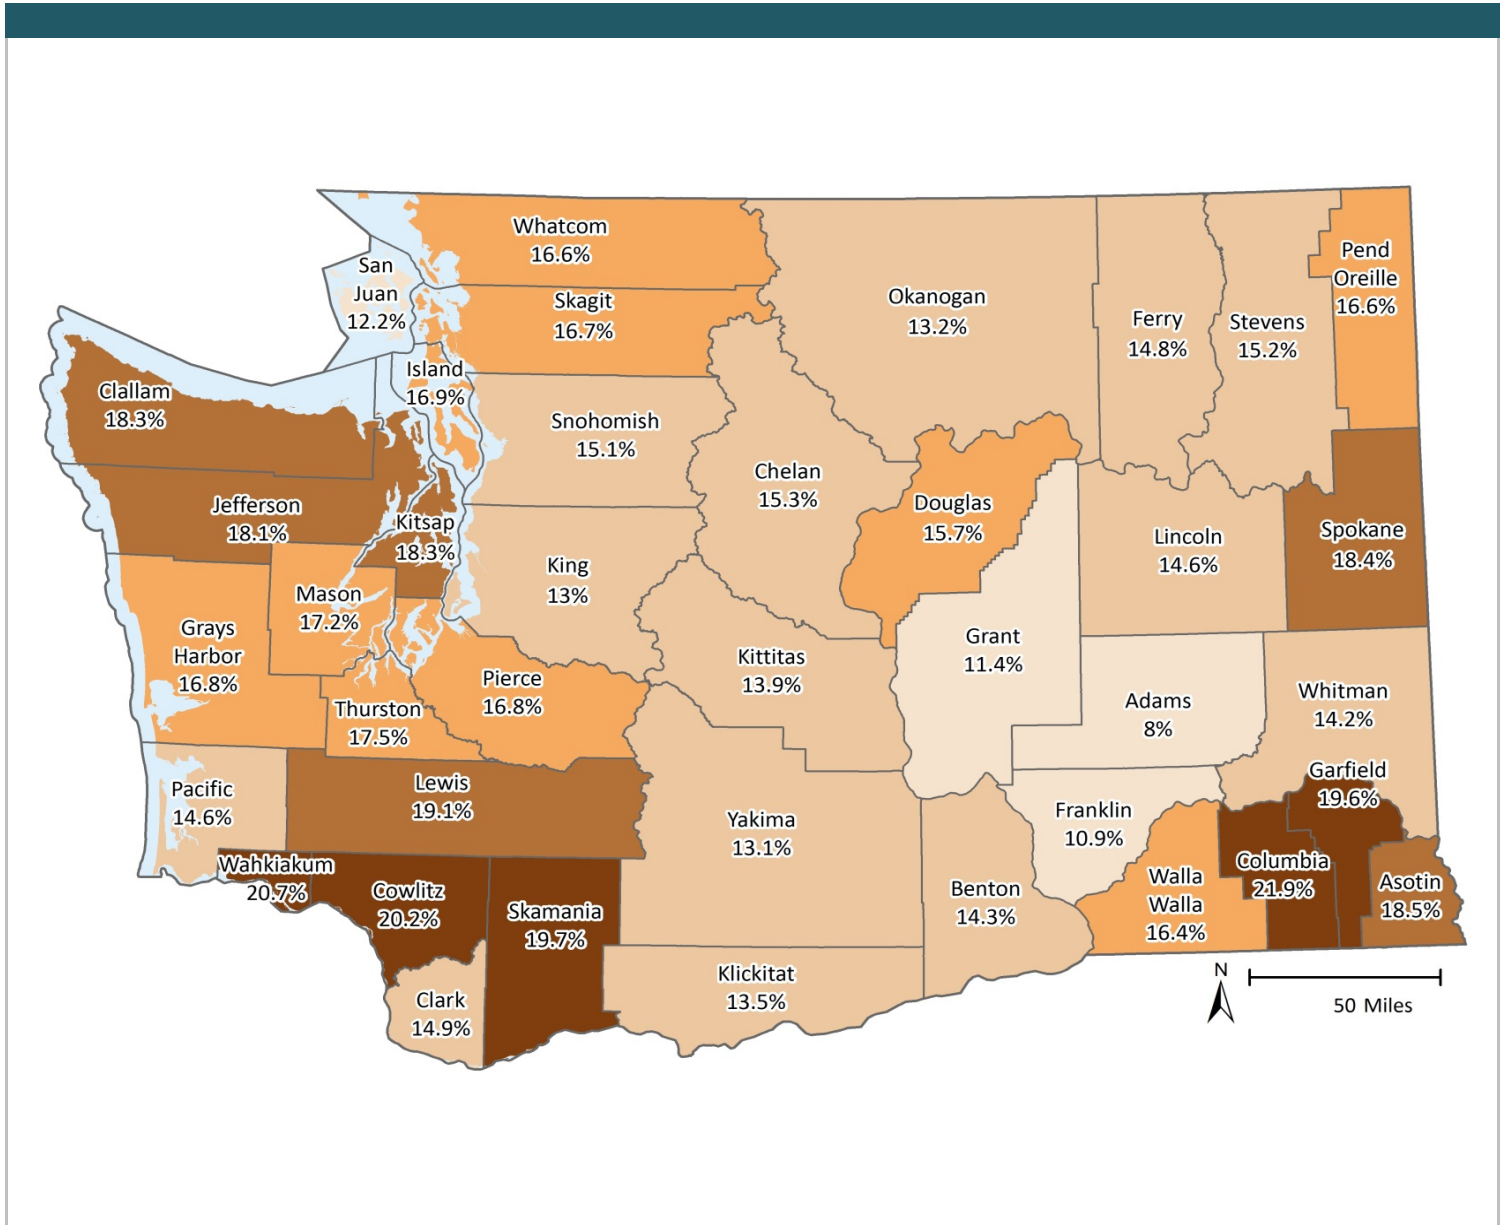 Whatcom
16.6%
San
Juan
12.2%
Skagit
16.7%
Okanogan
13.2%
Ferry
14.8%
Stevens
15.2%
Pend
Oreille
16.6%
Clallam
18.3%
Island
16.9%
Snohomish
15.1%
Chelan
15.3%
Douglas
15.7%
Jefferson
18.1%
Kitsap
18.3%
Lincoln
14.6%
Spokane
18.4%
King
13%
Mason
17.2%
Grays
Harbor
16.8%
Grant
11.4%
Kittitas
13.9%
Pierce
16.8%
Thurston
17.5%
Adams
8%
Whitman
14.2%
Pacific
14.6%
Lewis
19.1%
Yakima
13.1%
Franklin
10.9%
Garfield
19.6%
Wahkiakum
20.7%
Cowlitz
20.2%
Skamania
19.7%
Benton
14.3%
Walla
Walla
16.4%
Columbia
21.9%
Asotin
18.5%
Clark
14.9%
Klickitat
13.5%
N
50 Miles